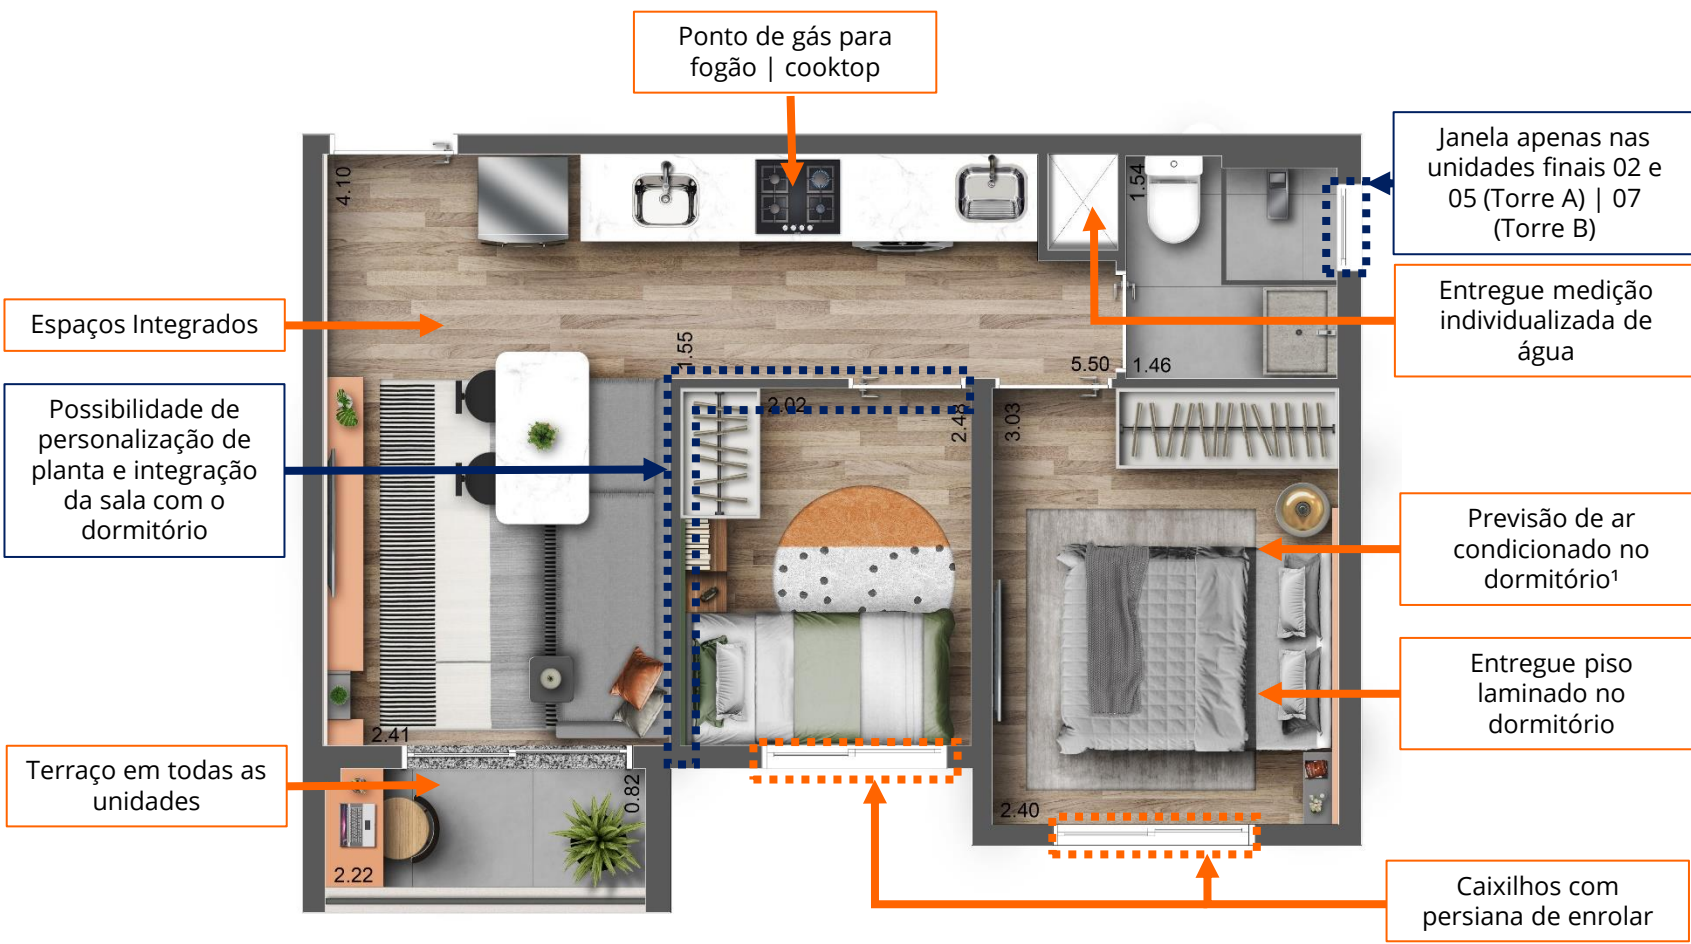 Ponto de gás para
fogão | cooktop
Janela apenas nas
unidades finais 02 e
05 (Torre A) | 07
(Torre B)
4.10
1.54
Entregue medição
individualizada de
água
Espaços Integrados
1.55
5.50
1.46
Possibilidade de
personalização de
planta e integração
da sala com o
dormitório
2.02
2.48
3.03
Previsão de ar
condicionado no
dormitório¹
Entregue piso
laminado no
dormitório
2.41
Terraço em todas as
unidades
0.82
2.40
2.22
Caixilhos com
persiana de enrolar